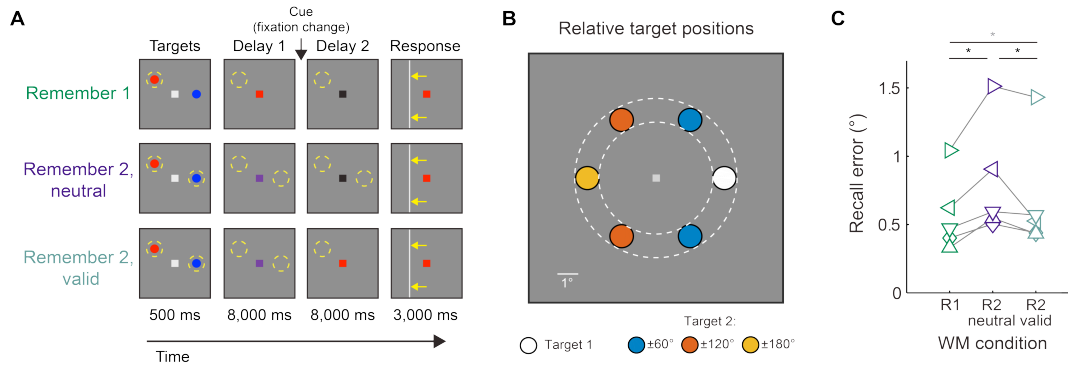 A
Cue
(fixation change)
Targets
Delay 1
Delay 2
Response
Remember 1
Remember 2,
neutral
Remember 2,
valid
500 ms
8,000 ms
8,000 ms
3,000 ms
Time
B
Relative target positions
1°
Target 2:
Target 1
±60°
±120°
±180°
C
*
*
*
Recall error (°)
1.5
1
0.5
0
R1
R2
R2
neutral
valid
WM condition